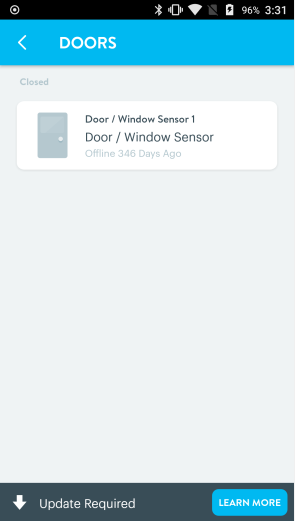 96% 3:31
DOORS
Closed
Door / Window Sensor 1
Door / Window Sensor
Offline 346 Days Ago
Update Required
LEARN MORE